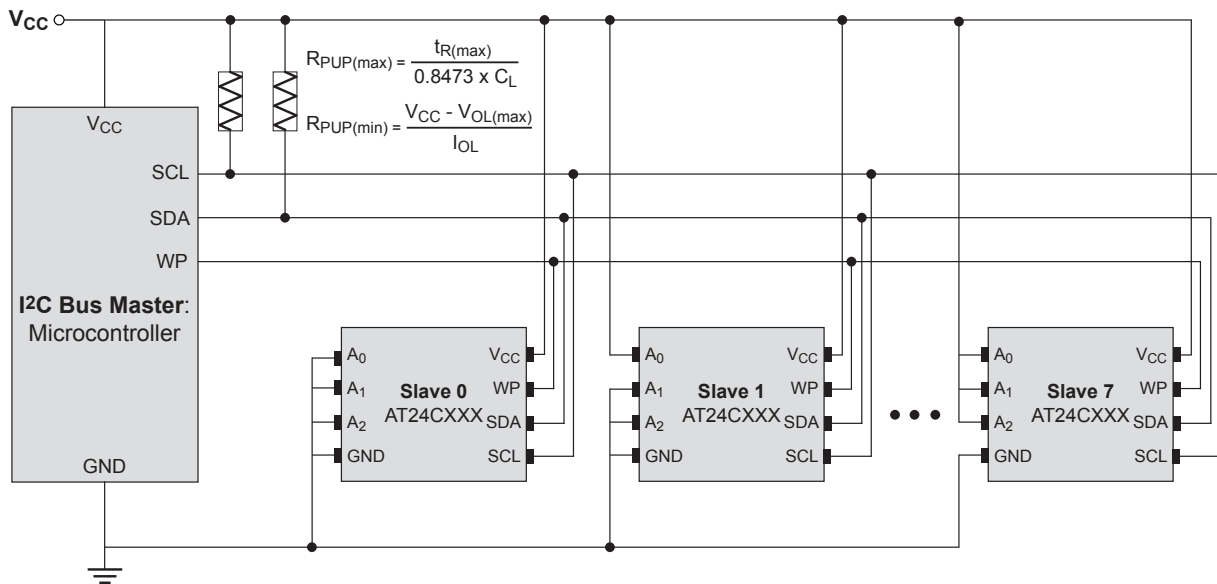 VCC
RPUP(max) = tR(max) / 0.8473 x CL
RPUP(min) = VCC - VOL(max) / IOL
VCC
SCL
SDA
WP
I²C Bus Master:
Microcontroller
GND
A0
A1
A2
GND
Slave 0
AT24CXXX
VCC
WP
SDA
SCL
A0
A1
A2
GND
Slave 1
AT24CXXX
VCC
WP
SDA
SCL
A0
A1
A2
GND
Slave 7
AT24CXXX
VCC
WP
SDA
SCL